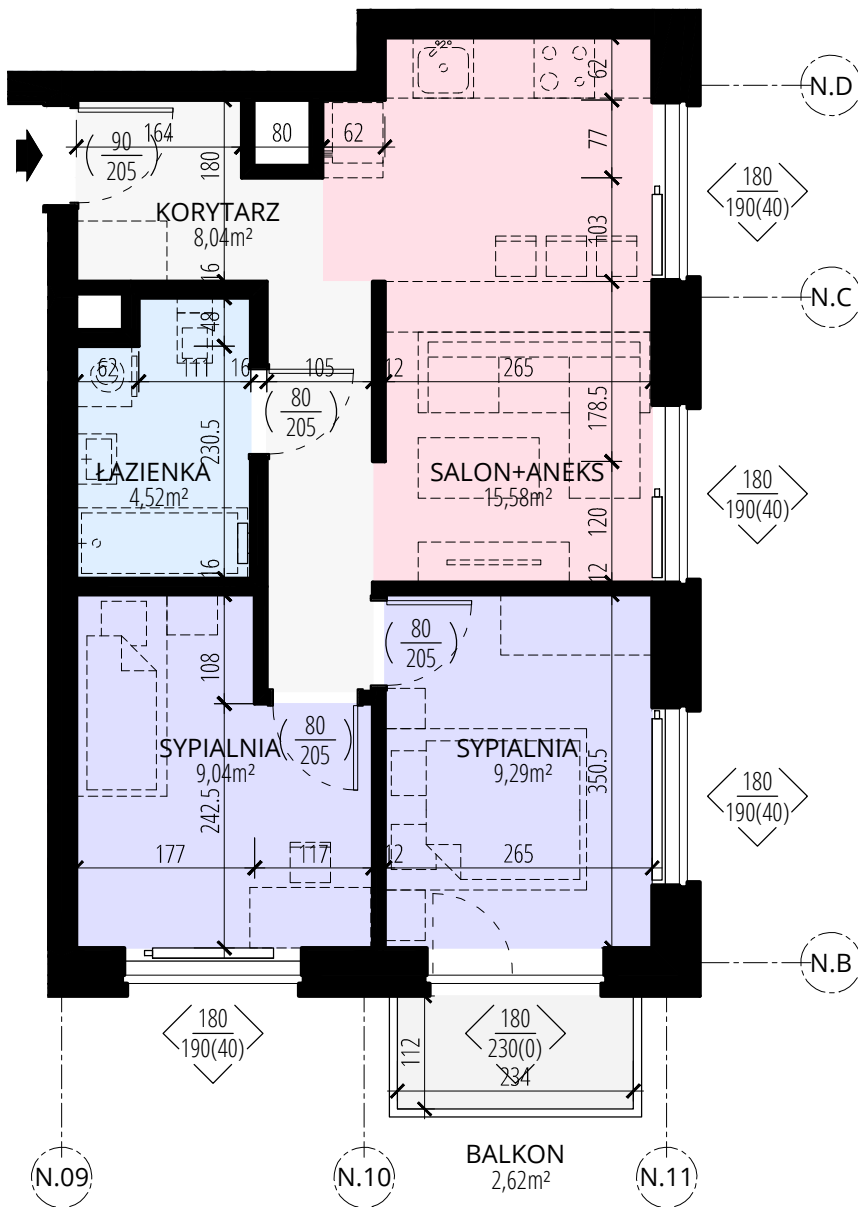 62
N.D
164
80
62
90
205
180
77
180
190(40)
KORYTARZ
8,04m²
103
16
N.C
48
62
111
16
105
12
265
80
205
178.5
230.5
ŁAZIENKA
4,52m²
SALON+ANEKS
15,58m²
180
190(40)
120
16
12
80
205
108
80
205
SYPIALNIA
9,04m²
SYPIALNIA
9,29m²
350.5
180
190(40)
242.5
177
117
12
265
N.B
180
190(40)
180
230(0)
112
234
BALKON
2,62m²
N.09
N.10
N.11